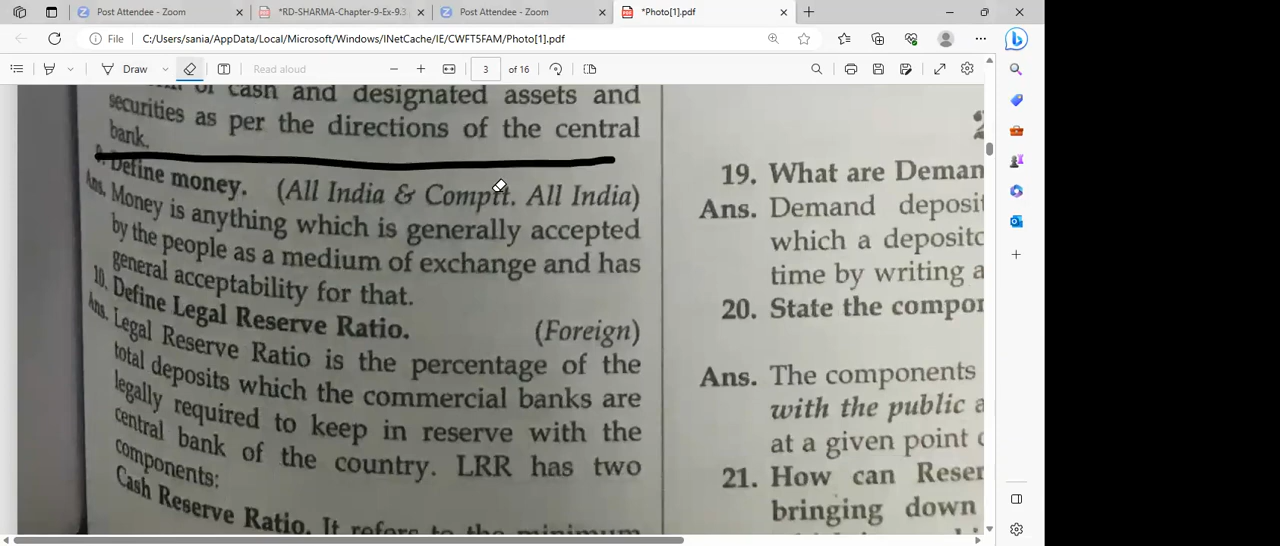 Post Attendee - Zoom
*RD-SHARMA-Chapter-9-Ex-9.3
Post Attendee - Zoom
*Photo[1].pdf
File
C:/Users/sania/AppData/Local/Microsoft/Windows/INetCache/IE/CWFT5FAM/Photo[1].pdf
Draw
Read aloud
3 of 16
of cash and designated assets and
securities as per the directions of the central
bank.
9. Define money. (All India & Comptt. All India)
Ans. Money is anything which is generally accepted
by the people as a medium of exchange and has
general acceptability for that.
10. Define Legal Reserve Ratio. (Foreign)
Ans. Legal Reserve Ratio is the percentage of the
total deposits which the commercial banks are
legally required to keep in reserve with the
central bank of the country. LRR has two
components:
Cash Reserve Ratio. It refers to the minimum
19. What are Deman
Ans. Demand deposit
which a deposito
time by writing a
20. State the compon
Ans. The components
with the public a
at a given point o
21. How can Reser
bringing down